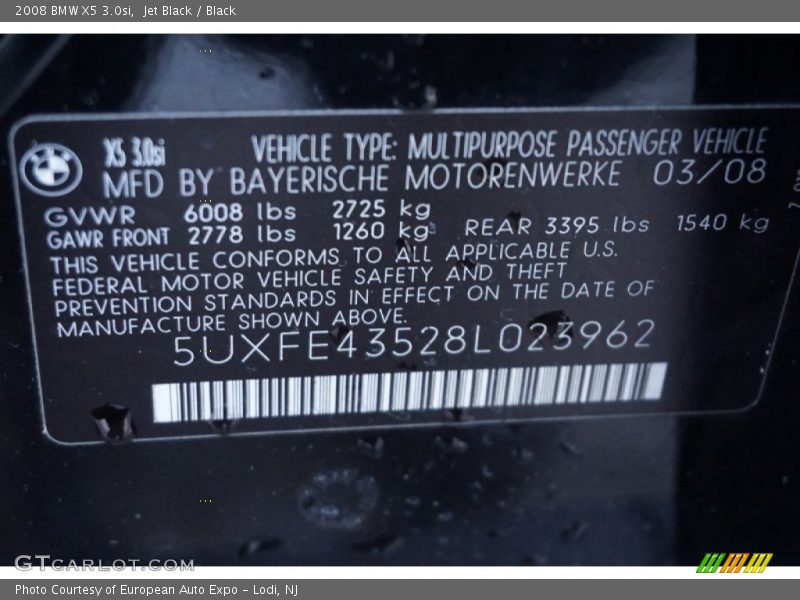 2008 BMW X5 3.0si, Jet Black / Black
X5 3.0si VEHICLE TYPE: MULTIPURPOSE PASSENGER VEHICLE
MFD BY BAYERISCHE MOTORENWERKE 03/08
GVWR 6008 lbs 2725 kg
GAWR FRONT 2778 lbs 1260 kg REAR 3395 lbs 1540 kg
THIS VEHICLE CONFORMS TO ALL APPLICABLE U.S.
FEDERAL MOTOR VEHICLE SAFETY AND THEFT
PREVENTION STANDARDS IN EFFECT ON THE DATE OF
MANUFACTURE SHOWN ABOVE.
5UXFE43528L023962
GTCARLOT.COM
Photo Courtesy of European Auto Expo - Lodi, NJ